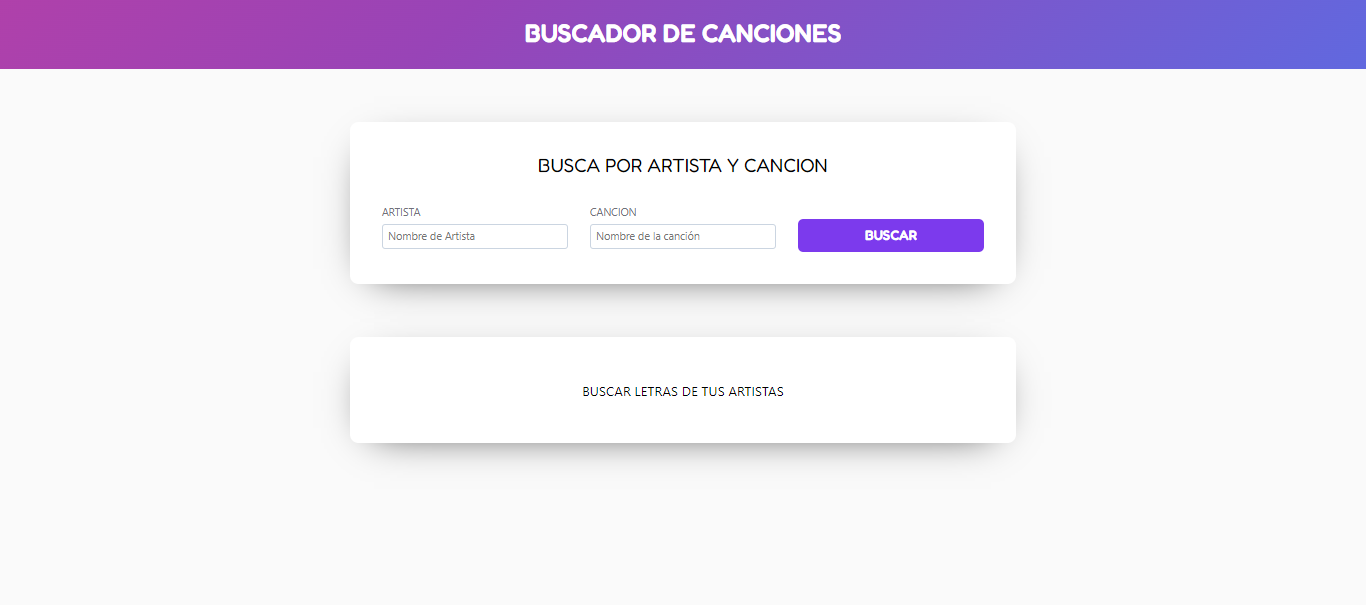 BUSCADOR DE CANCIONES
BUSCA POR ARTISTA Y CANCION
ARTISTA
Nombre de Artista
CANCION
Nombre de la canción
BUSCAR
BUSCAR LETRAS DE TUS ARTISTAS